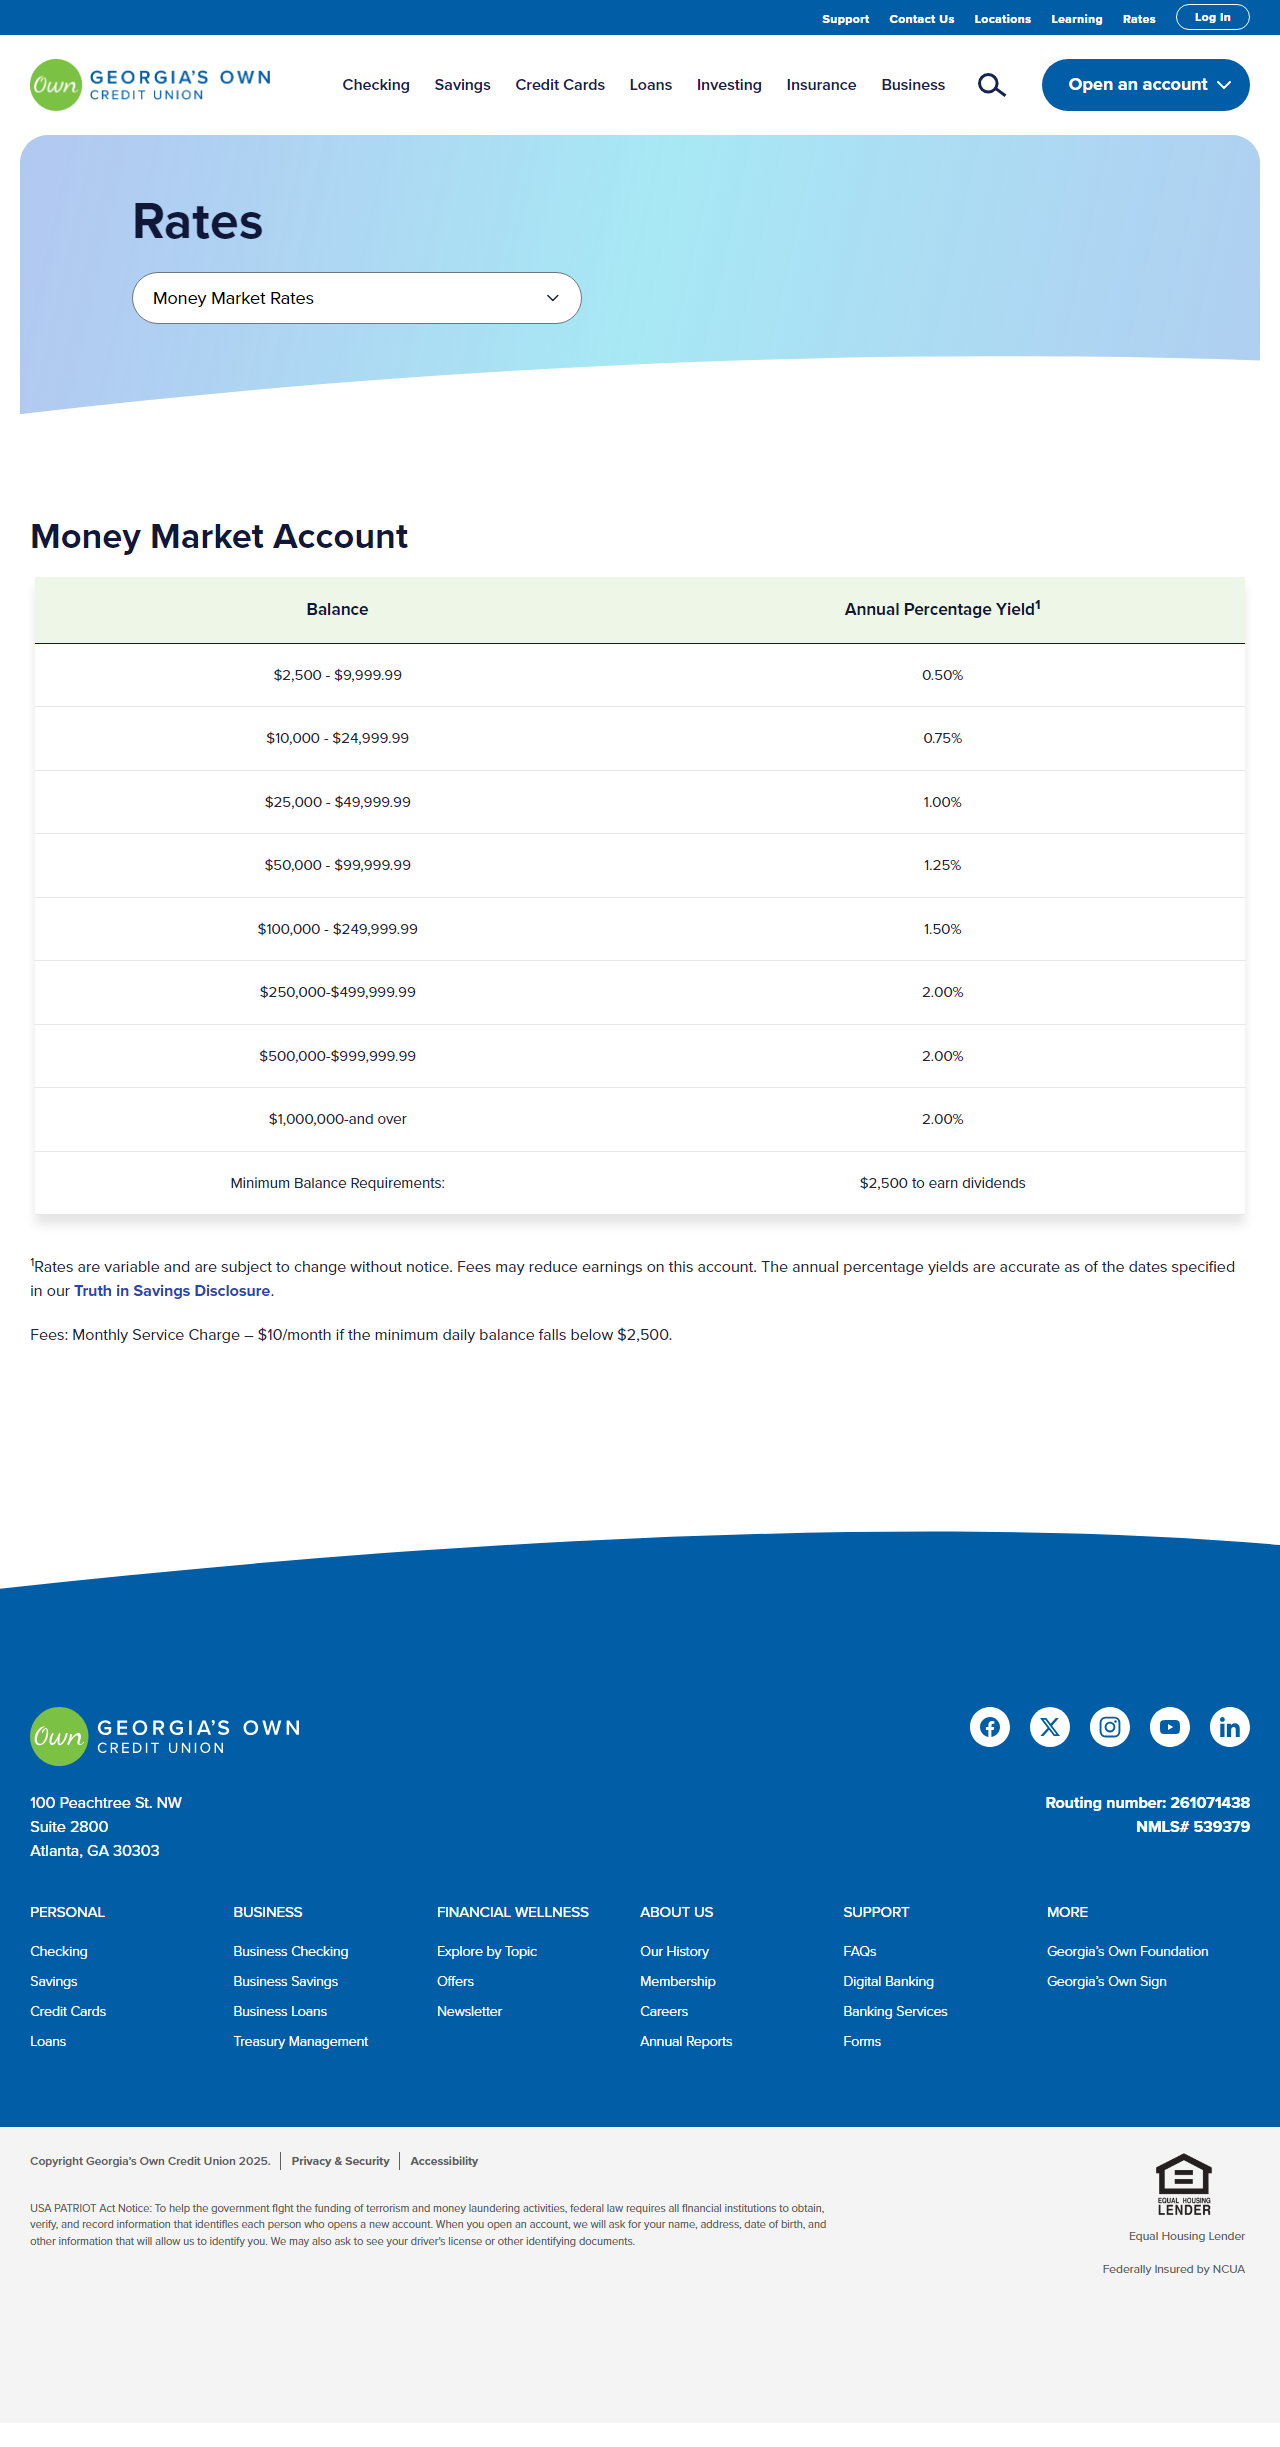 Support Contact Us Locations Learning Rates Log In
Own GEORGIA'S OWN
CREDIT UNION
Checking Savings Credit Cards Loans Investing Insurance Business
Open an account
Rates
Money Market Rates
Money Market Account
Balance Annual Percentage Yield¹
$2,500 - $9,999.99 0.50%
$10,000 - $24,999.99 0.75%
$25,000 - $49,999.99 1.00%
$50,000 - $99,999.99 1.25%
$100,000 - $249,999.99 1.50%
$250,000-$499,999.99 2.00%
$500,000-$999,999.99 2.00%
$1,000,000-and over 2.00%
Minimum Balance Requirements: $2,500 to earn dividends
¹Rates are variable and are subject to change without notice. Fees may reduce earnings on this account. The annual percentage yields are accurate as of the dates specified
in our Truth in Savings Disclosure.
Fees: Monthly Service Charge – $10/month if the minimum daily balance falls below $2,500.
Own GEORGIA'S OWN
CREDIT UNION
100 Peachtree St. NW
Suite 2800
Atlanta, GA 30303
Routing number: 261071438
NMLS# 539379
PERSONAL
Checking
Savings
Credit Cards
Loans
BUSINESS
Business Checking
Business Savings
Business Loans
Treasury Management
FINANCIAL WELLNESS
Explore by Topic
Offers
Newsletter
ABOUT US
Our History
Membership
Careers
Annual Reports
SUPPORT
FAQs
Digital Banking
Banking Services
Forms
MORE
Georgia's Own Foundation
Georgia's Own Sign
Copyright Georgia's Own Credit Union 2025. Privacy & Security Accessibility
USA PATRIOT Act Notice: To help the government fight the funding of terrorism and money laundering activities, federal law requires all financial institutions to obtain,
verify, and record information that identifies each person who opens a new account. When you open an account, we will ask for your name, address, date of birth, and
other information that will allow us to identify you. We may also ask to see your driver's license or other identifying documents.
EQUAL HOUSING
LENDER
Equal Housing Lender
Federally Insured by NCUA